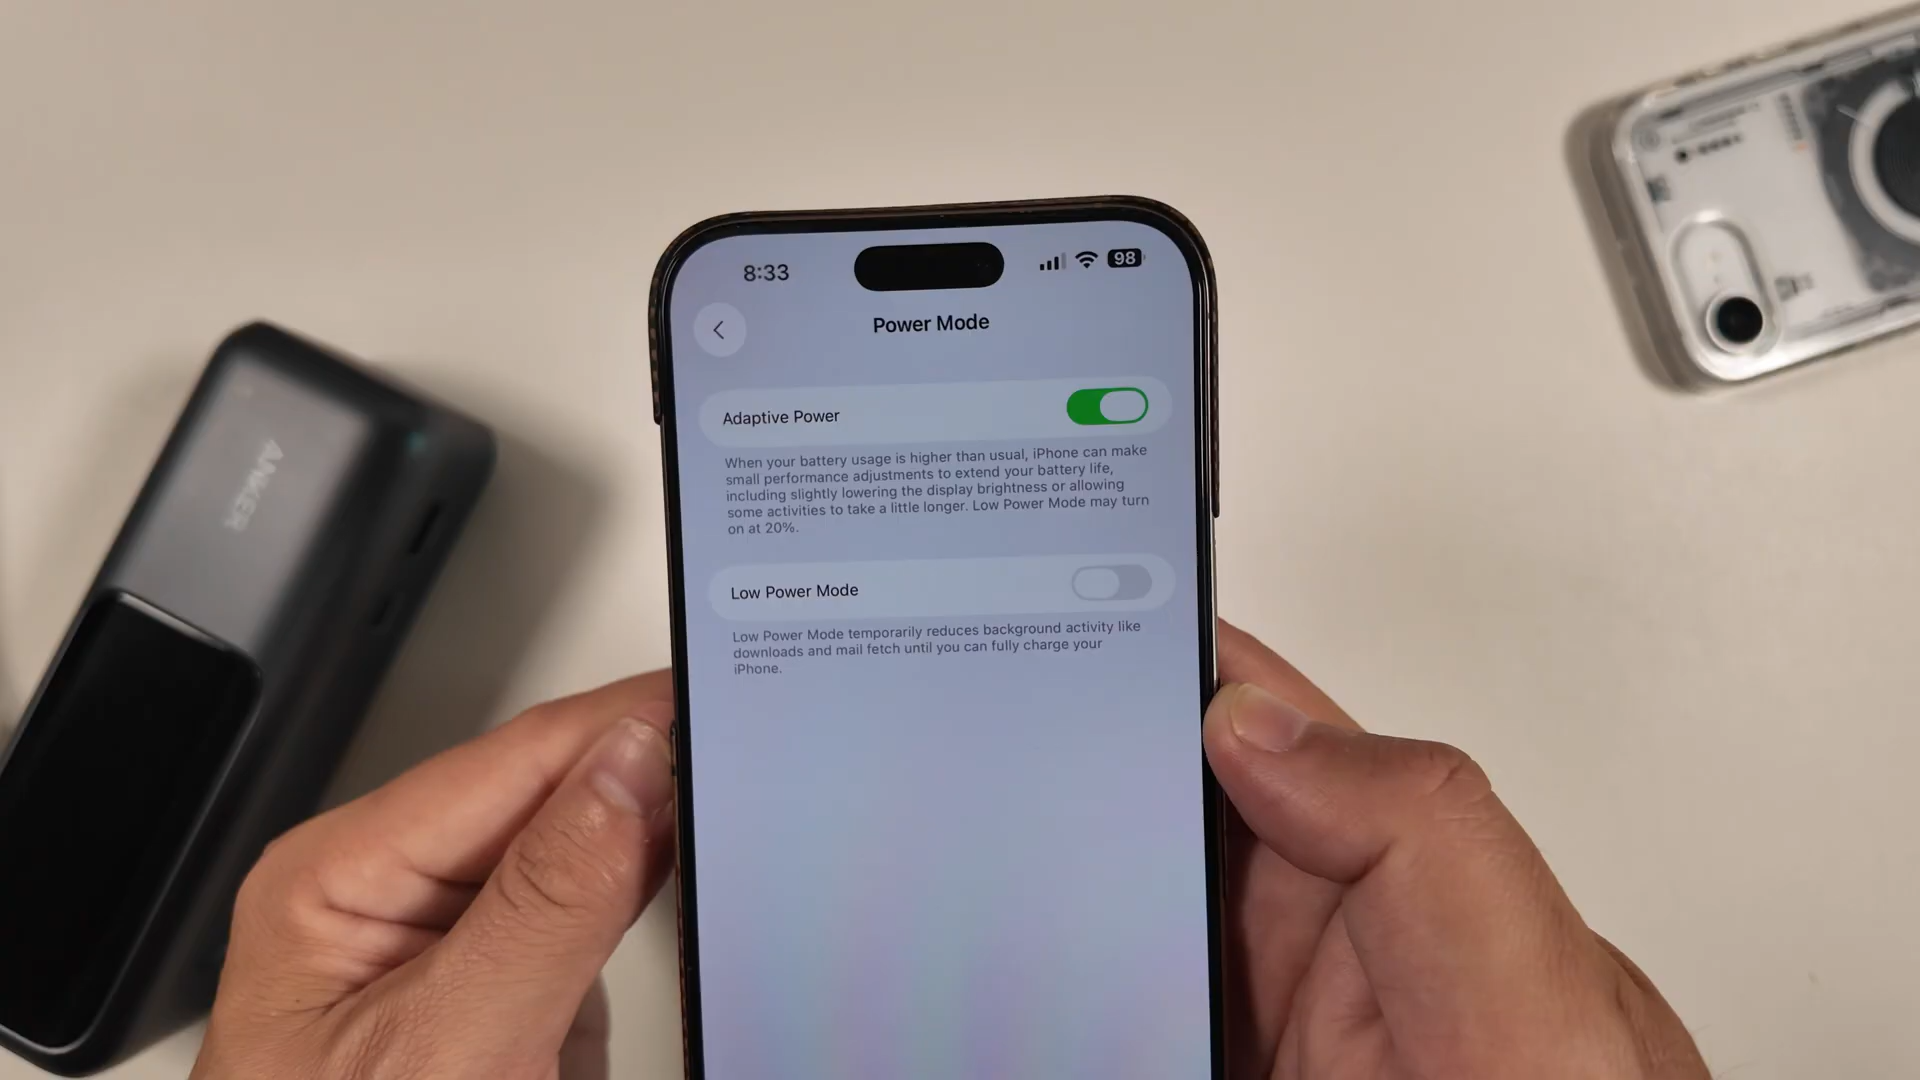 8:33
98
Power Mode
Adaptive Power
When your battery usage is higher than usual, iPhone can make
small performance adjustments to extend your battery life,
including slightly lowering the display brightness or allowing
some activities to take a little longer. Low Power Mode may turn
on at 20%.
Low Power Mode
Low Power Mode temporarily reduces background activity like
downloads and mail fetch until you can fully charge your
iPhone.
ANKER